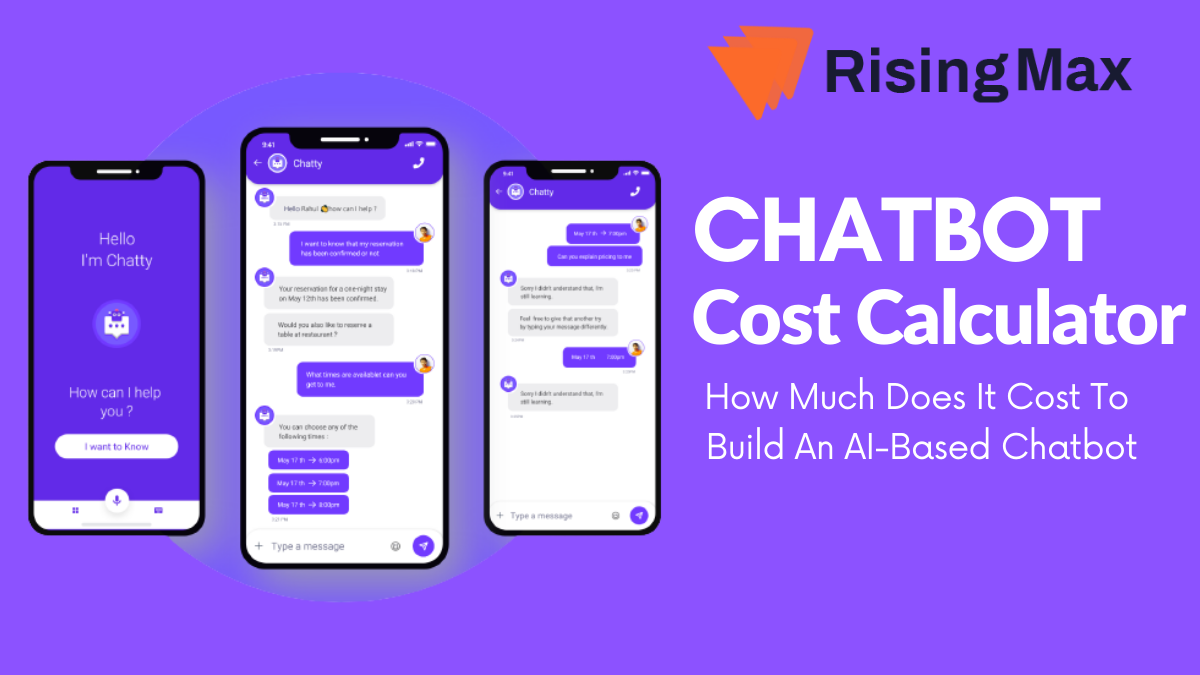 RisingMax
CHATBOT
Cost Calculator
How Much Does It Cost To
Build An AI-Based Chatbot
Hello
I'm Chatty
How can I help
you ?
I want to Know
9:41
Chatty
Hello Rahul how can I help ?
I want to know that my reservation
has been confirmed or not
Your reservation for a one-night stay
on May 12th has been confirmed.
Would you also like to reserve a
table at restaurant ?
What times are availablet can you
get to me.
You can choose any of the
following times :
May 17 th → 6:00pm
May 17 th → 7:00pm
May 17 th → 8:00pm
+ Type a message
9:41
Chatty
May 17 th → 7:00pm
Can you explain pricing to me
Sorry I didn't understand that, I'm
still learning.
Feel free to give that another try
by typing your message differently.
May 17 th 7:00pm
Sorry I didn't understand that, I'm
still learning.
+ Type a message